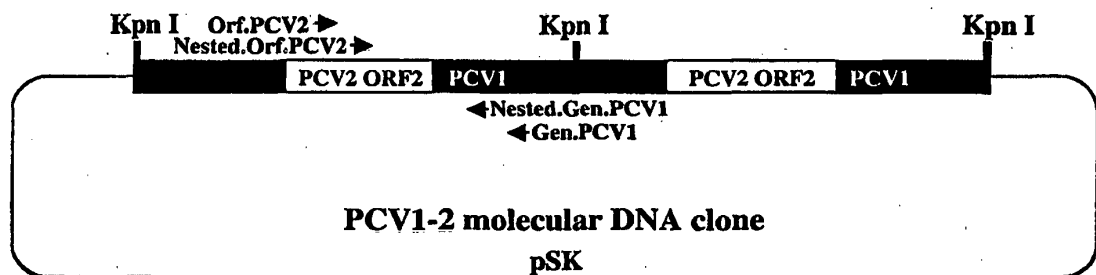 Kpn I Orf.PCV2 Kpn I Kpn I
Nested.Orf.PCV2
PCV2 ORF2 PCV1 PCV2 ORF2 PCV1
Nested.Gen.PCV1
Gen.PCV1
PCV1-2 molecular DNA clone
pSK